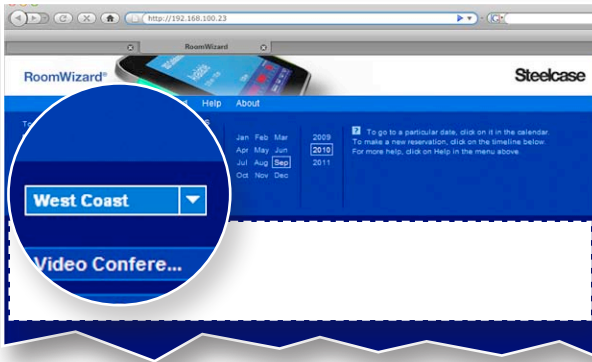 http://192.168.100.23
RoomWizard
RoomWizard®
Steelcase
Help About
Jan Feb Mar 2009
Apr May Jun 2010
Jul Aug Sep 2011
Oct Nov Dec
? To go to a particular date, click on it in the calendar.
To make a new reservation, click on the timeline below.
For more help, click on Help in the menu above.
West Coast
Video Confere...